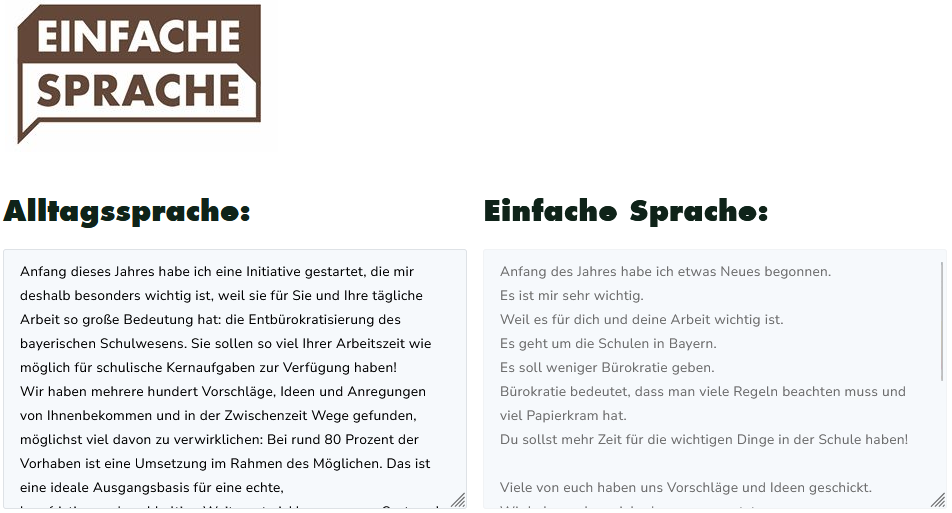 EINFACHE
SPRACHE
Alltagssprache:
Anfang dieses Jahres habe ich eine Initiative gestartet, die mir
deshalb besonders wichtig ist, weil sie für Sie und Ihre tägliche
Arbeit so große Bedeutung hat: die Entbürokratisierung des
bayerischen Schulwesens. Sie sollen so viel Ihrer Arbeitszeit wie
möglich für schulische Kernaufgaben zur Verfügung haben!
Wir haben mehrere hundert Vorschläge, Ideen und Anregungen
von Ihnenbekommen und in der Zwischenzeit Wege gefunden,
möglichst viel davon zu verwirklichen: Bei rund 80 Prozent der
Vorhaben ist eine Umsetzung im Rahmen des Möglichen. Das ist
eine ideale Ausgangsbasis für eine echte,
Einfache Sprache:
Anfang des Jahres habe ich etwas Neues begonnen.
Es ist mir sehr wichtig.
Weil es für dich und deine Arbeit wichtig ist.
Es geht um die Schulen in Bayern.
Es soll weniger Bürokratie geben.
Bürokratie bedeutet, dass man viele Regeln beachten muss und
viel Papierkram hat.
Du sollst mehr Zeit für die wichtigen Dinge in der Schule haben!
Viele von euch haben uns Vorschläge und Ideen geschickt.